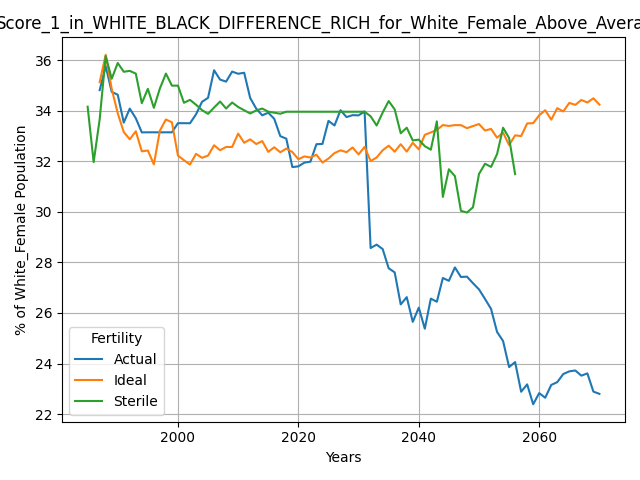 Score_1_in_WHITE_BLACK_DIFFERENCE_RICH_for_White_Female_Above_Avera
36
34
32
30
28
26
24
22
% of White_Female Population
Fertility
Actual
Ideal
Sterile
2000
2020
2040
2060
Years